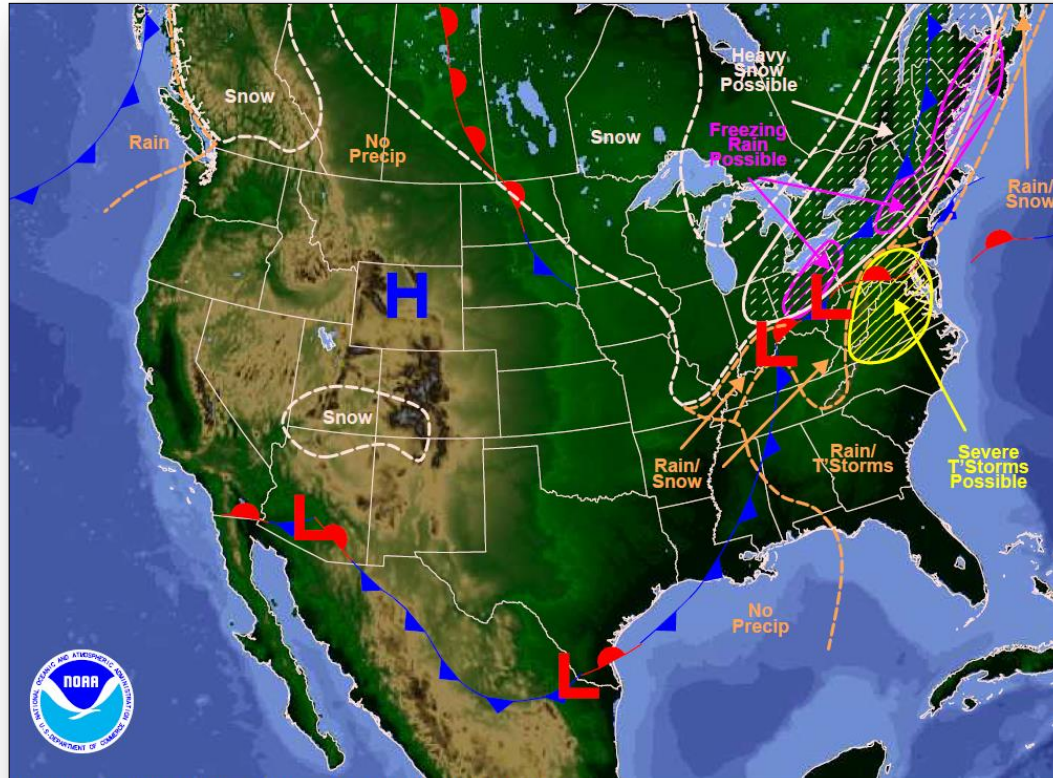 Heavy
Snow
Possible
Snow
Rain
No
Precip
Snow
Freezing
Rain
Possible
Rain/
Snow
H
L
L
Snow
Rain/
Snow
Rain/
T'Storms
Severe
T'Storms
Possible
L
No
Precip
L
NOAA
NATIONAL OCEANIC AND ATMOSPHERIC ADMINISTRATION
U.S. DEPARTMENT OF COMMERCE